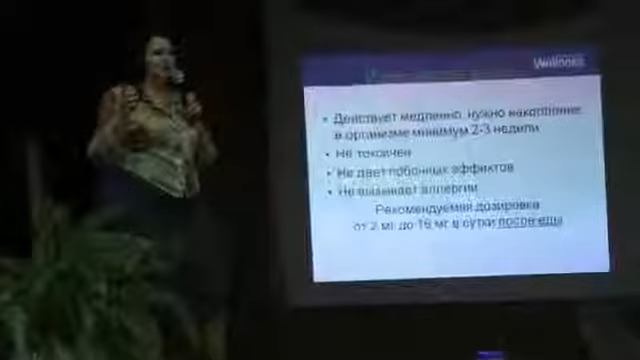 Wellness
• Действует медленно, нужно накопление
в организме минимум 2-3 недели
• Не токсичен
• Не дает побочных эффектов
• Не вызывает аллергии
Рекомендуемая дозировка
от 2 мг до 16 мг в сутки после еды